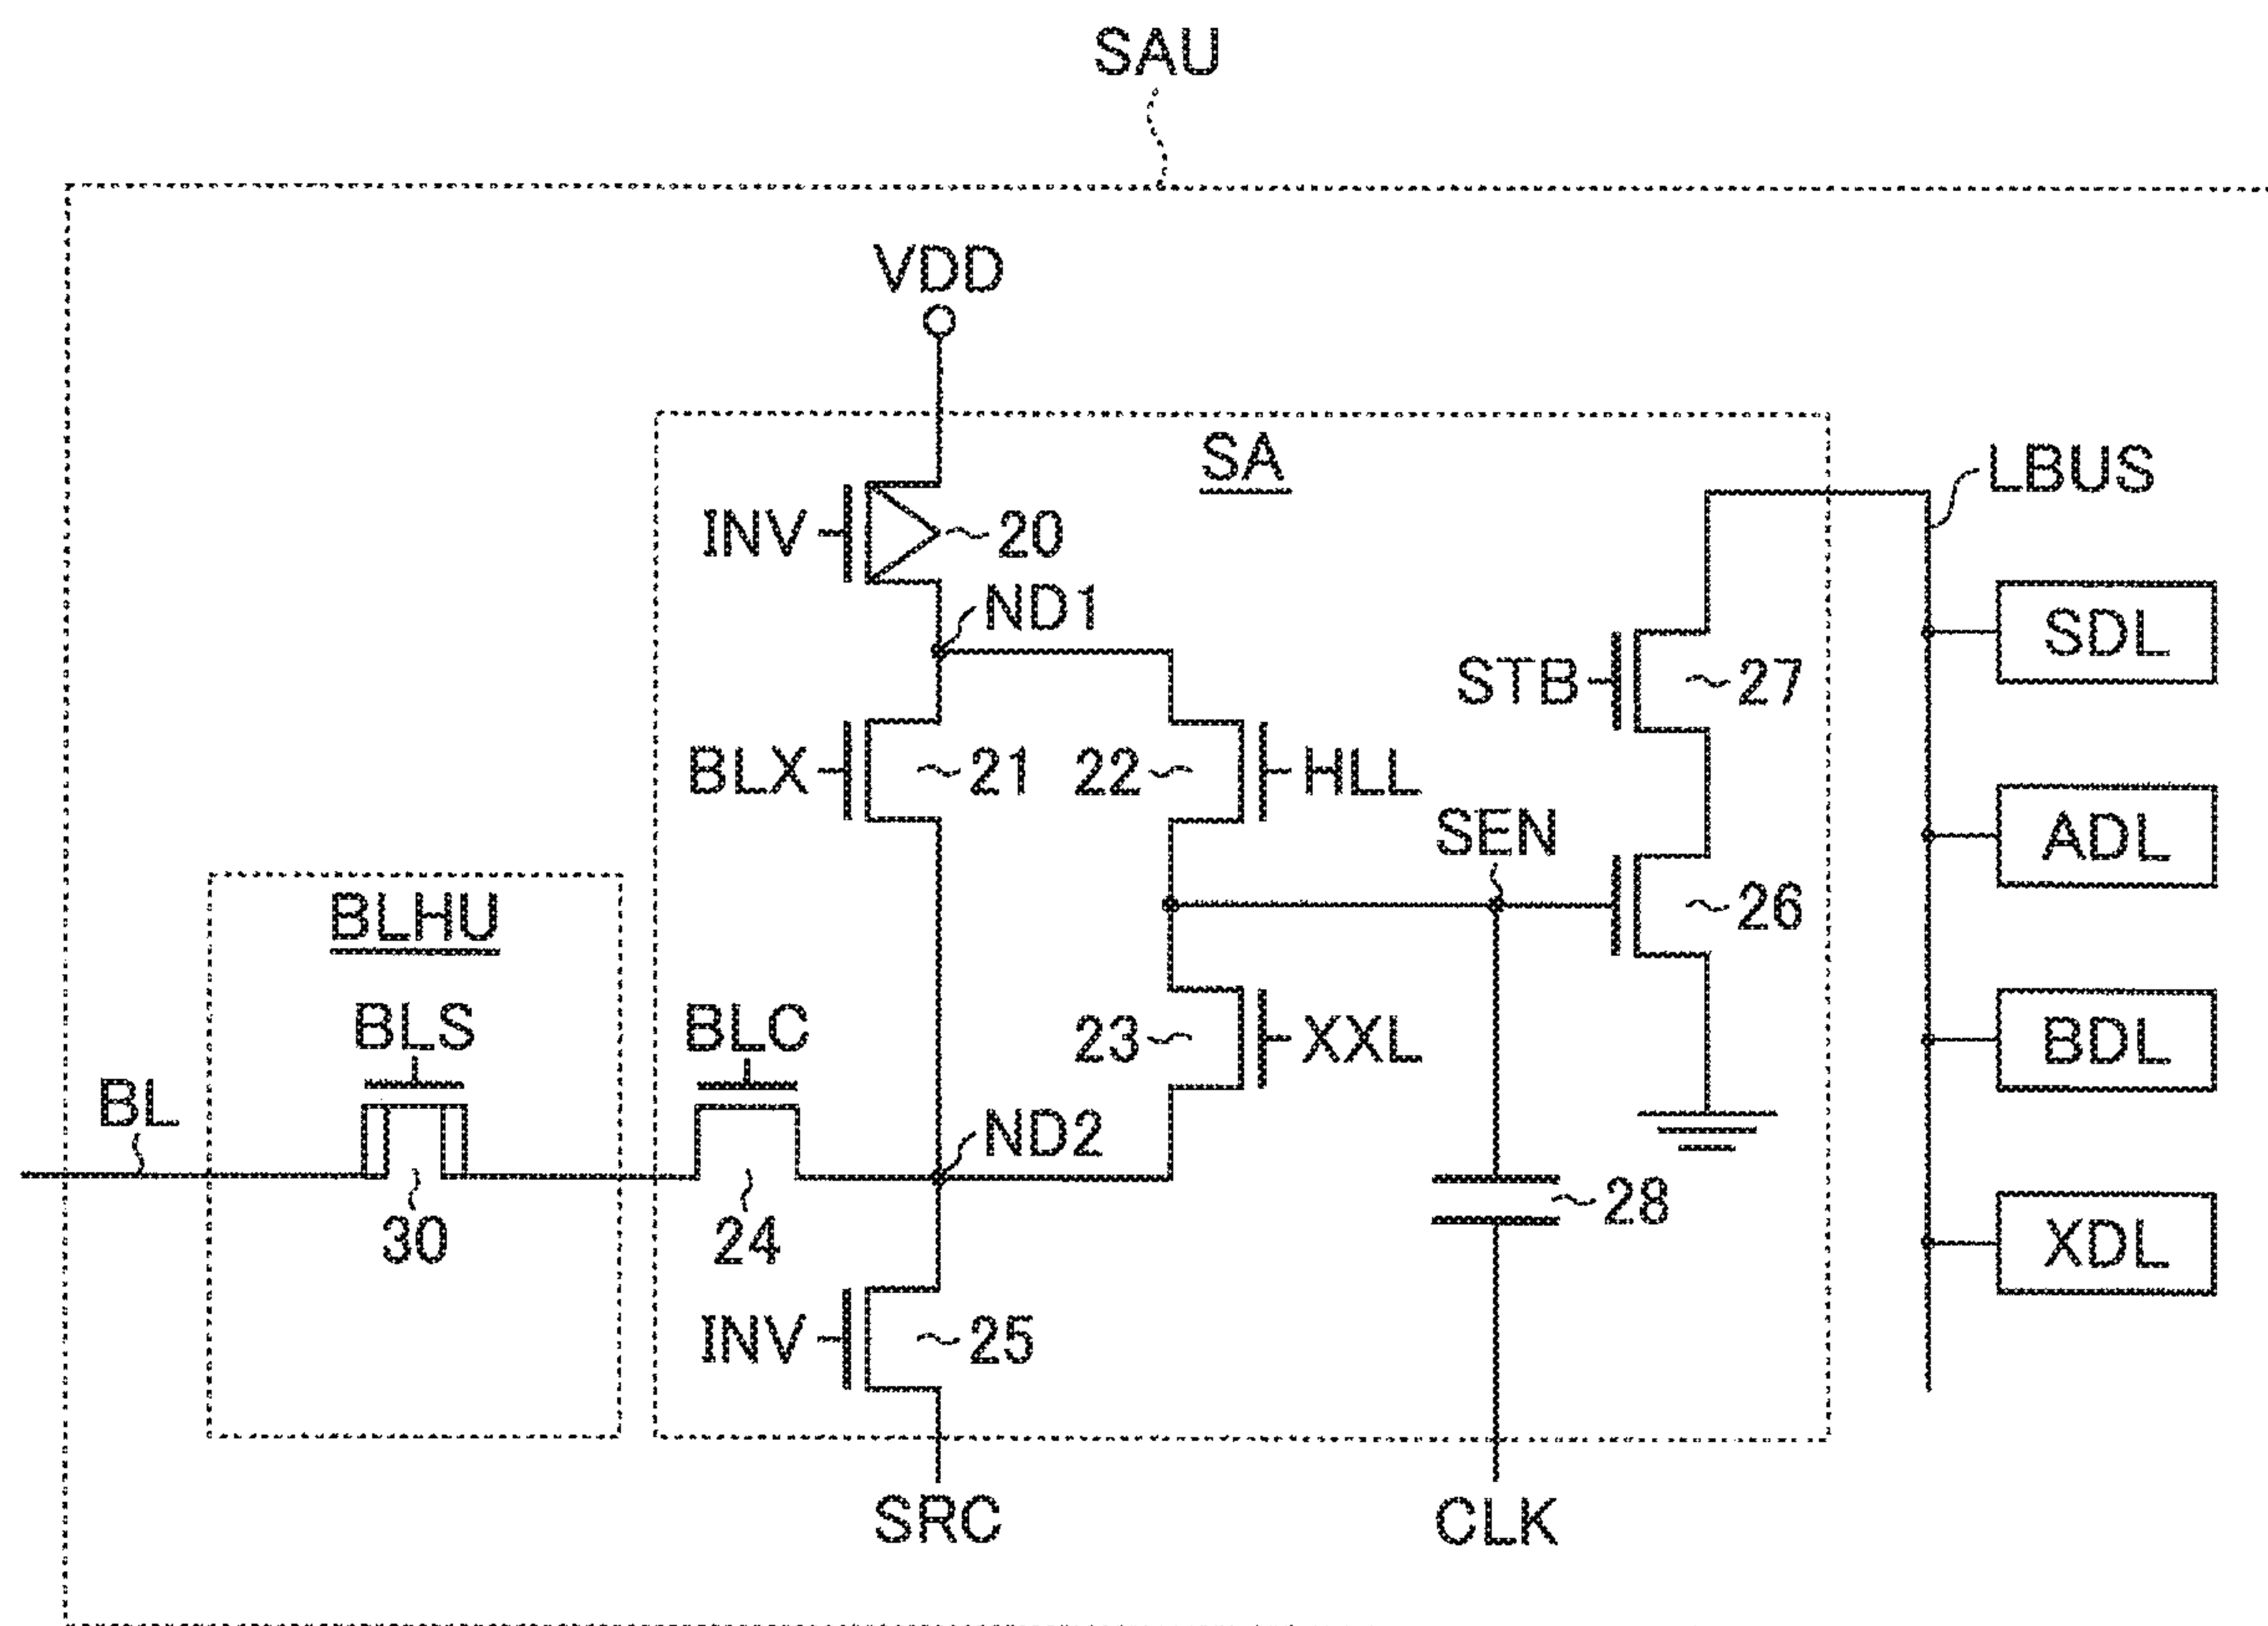 SAU
VDD
SA
LBUS
INV 20
ND1
SDL
STB 27
BLX 21 22 HLL
SEN
ADL
BLHU
26
BLS BLC
23 XXL
BDL
BL
ND2
30 24
28
XDL
INV 25
SRC CLK